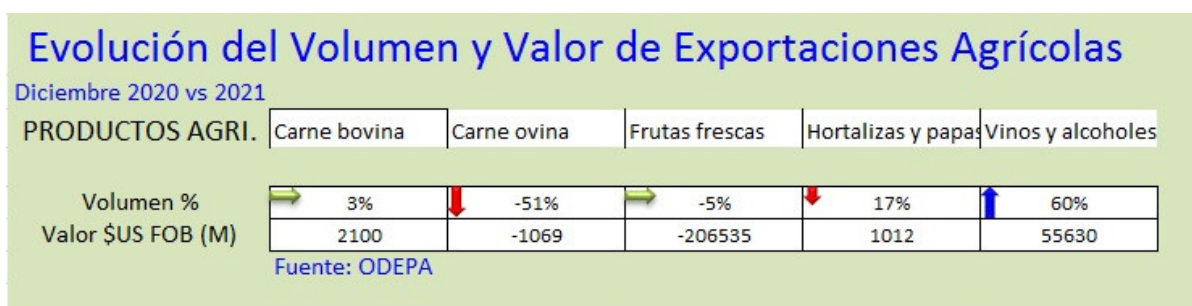 Evolución del Volumen y Valor de Exportaciones Agrícolas
Diciembre 2020 vs 2021
PRODUCTOS AGRI. Carne bovina Carne ovina Frutas frescas Hortalizas y papas Vinos y alcoholes
Volumen % 3% -51% -5% 17% 60%
Valor $US FOB (M) 2100 -1069 -206535 1012 55630
Fuente: ODEPA